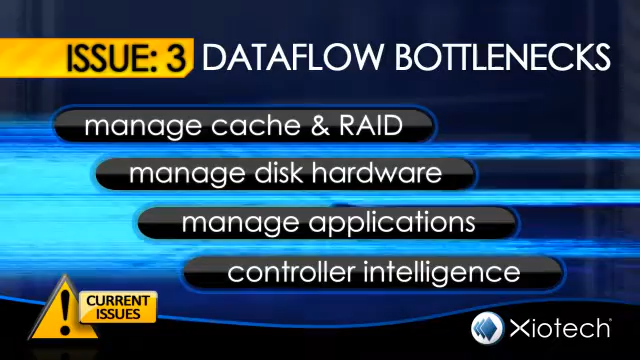 ISSUE: 3 DATAFLOW BOTTLENECKS
manage cache & RAID
manage disk hardware
manage applications
controller intelligence
! CURRENT
ISSUES
Xiotech